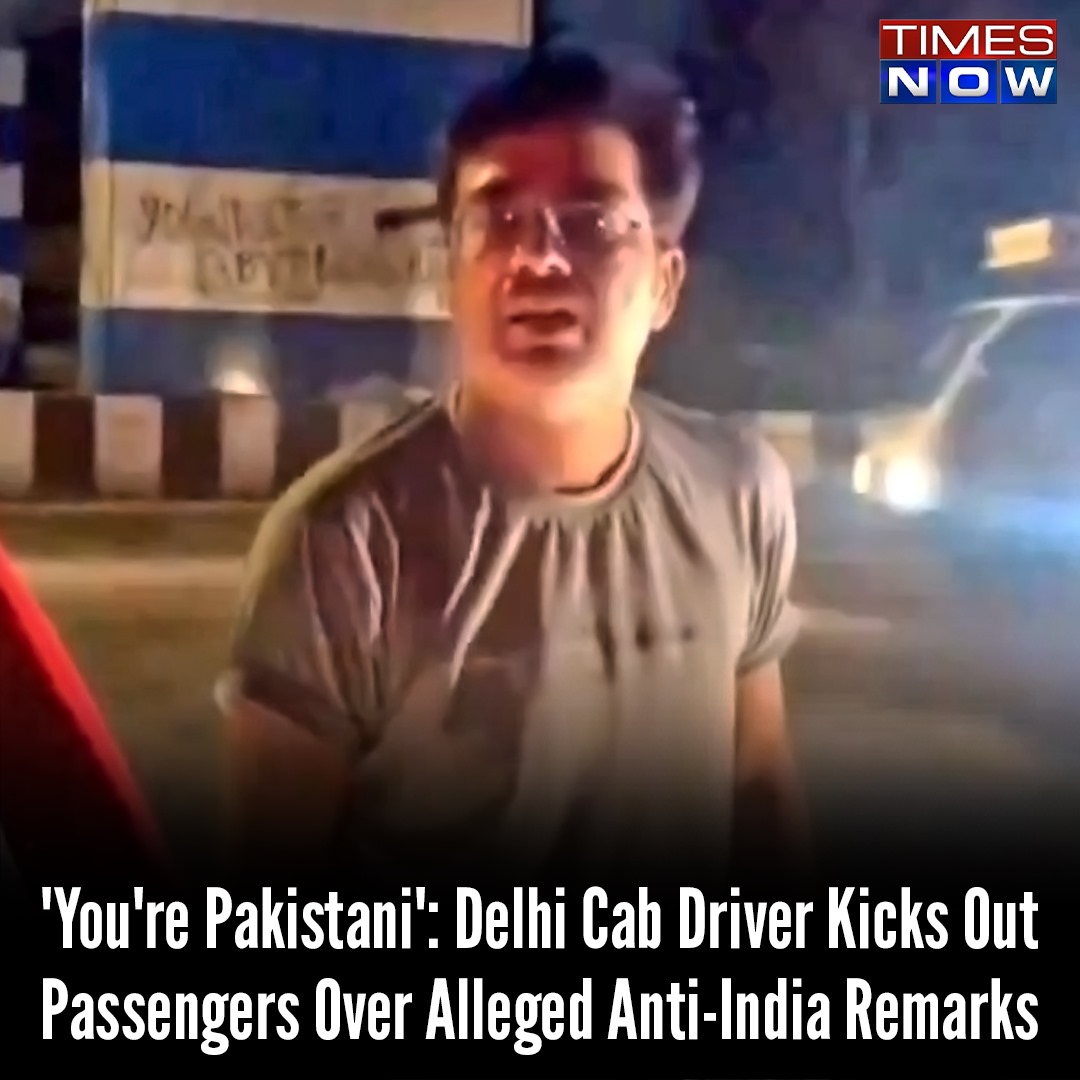 TIMES
NOW
'You're Pakistani': Delhi Cab Driver Kicks Out
Passengers Over Alleged Anti-India Remarks